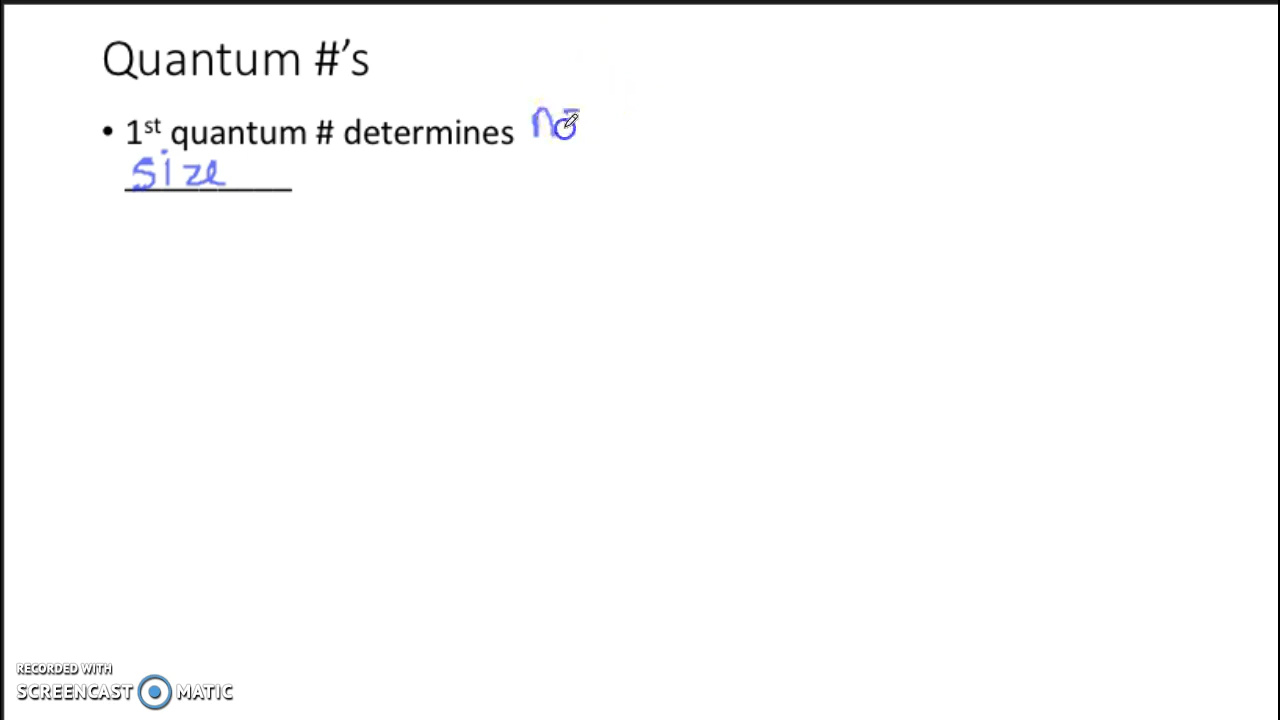 Quantum #’s
• 1st quantum # determines n
size
RECORDED WITH
SCREENCAST MATIC